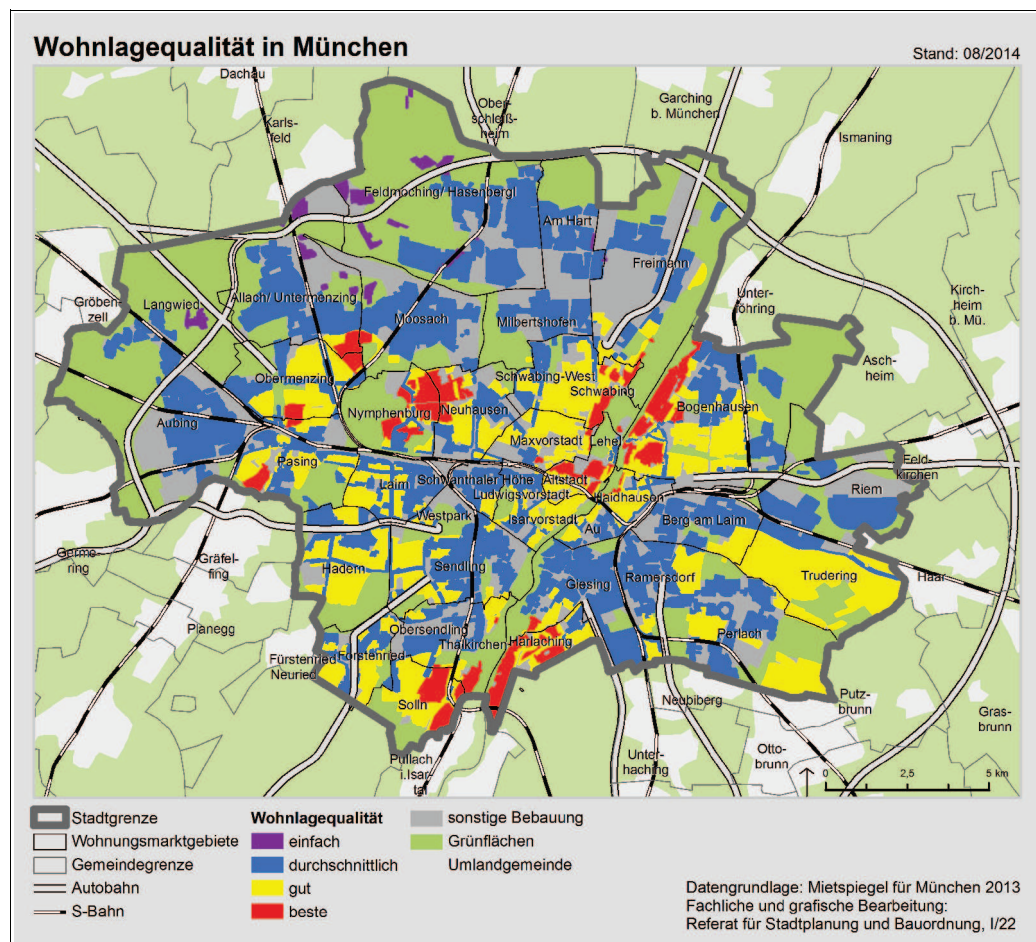 Wohnlagequalität in München
Stand: 08/2014
Dachau
Ober-
schleiß-
heim
Garching
b. München
Karls-
feld
Ismaning
Feldmoching/ Hasenbergl
Am Hart
Freimann
Unter-
föhring
Kirch-
heim
b. Mü.
Gröben-
zell
Langwied
Allach/ Untermenzing
Moosach
Milbertshofen
Asch-
heim
Obermenzing
Schwabing-West
Schwabing
Nymphenburg
Neuhausen
Bogenhausen
Aubing
Maxvorstadt
Lehel
Feld-
kirchen
Pasing
Laim
Schwanthaler Höhe
Altstadt
Ludwigsvorstadt
Haidhausen
Riem
Westpark
Isarvorstadt
Au
Berg am Laim
Germe-
ring
Gräfel-
fing
Hadern
Sendling
Giesing
Ramersdorf
Trudering
Haar
Planegg
Obersendling
Thalkirchen
Harlaching
Perlach
Fürstenried
Neuried
Forstenried
Solln
Neubiberg
Putz-
brunn
Gras-
brunn
Pullach
i.Isar-
tal
Unter-
haching
Otto-
brunn
0 2,5 5 km
Stadtgrenze
Wohnungsmarktgebiete
Gemeindegrenze
Autobahn
S-Bahn
Wohnlagequalität
einfach
durchschnittlich
gut
beste
sonstige Bebauung
Grünflächen
Umlandgemeinde
Datengrundlage: Mietspiegel für München 2013
Fachliche und grafische Bearbeitung:
Referat für Stadtplanung und Bauordnung, I/22